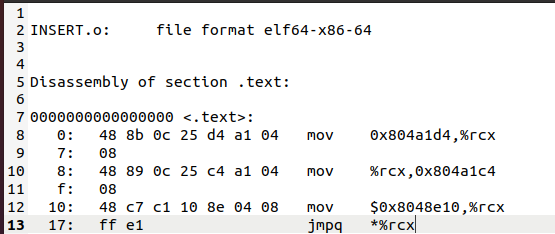 1
2 INSERT.o:     file format elf64-x86-64
3
4
5 Disassembly of section .text:
6
7 0000000000000000 <.text>:
8    0:   48 8b 0c 25 d4 a1 04    mov    0x804a1d4,%rcx
9    7:   08
10    8:   48 89 0c 25 c4 a1 04    mov    %rcx,0x804a1c4
11    f:   08
12   10:   48 c7 c1 10 8e 04 08    mov    $0x8048e10,%rcx
13   17:   ff e1                   jmpq   *%rcx